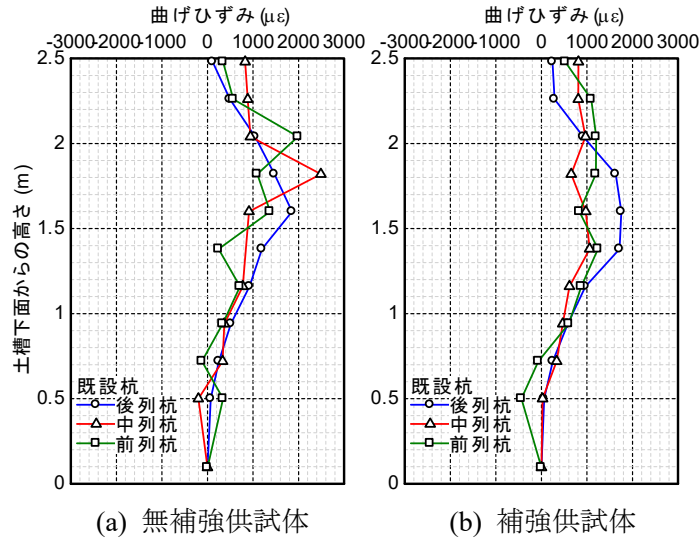 曲げひずみ(με)
-3000-2000-1000 0 1000 2000 3000
土槽下面からの高さ (m)
2.5
2
1.5
1
0.5
0
既設杭
後列杭
中列杭
前列杭
(a) 無補強供試体
曲げひずみ(με)
-3000-2000-1000 0 1000 2000 3000
2.5
2
1.5
1
0.5
0
既設杭
後列杭
中列杭
前列杭
(b) 補強供試体